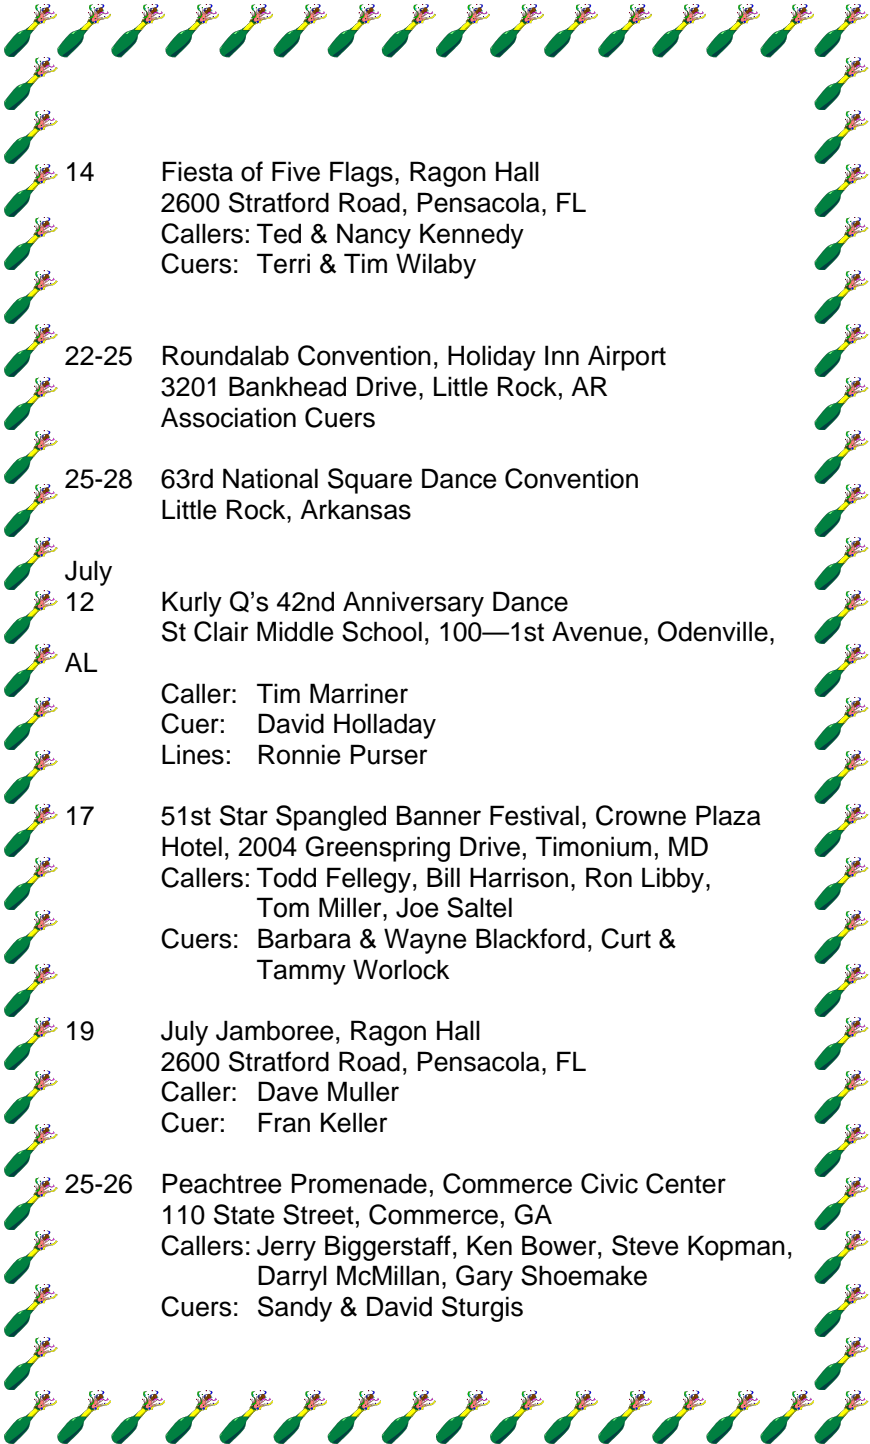 14 Fiesta of Five Flags, Ragon Hall
2600 Stratford Road, Pensacola, FL
Callers: Ted & Nancy Kennedy
Cuers: Terri & Tim Wilaby
22-25 Roundalab Convention, Holiday Inn Airport
3201 Bankhead Drive, Little Rock, AR
Association Cuers
25-28 63rd National Square Dance Convention
Little Rock, Arkansas
July
12 Kurly Q’s 42nd Anniversary Dance
St Clair Middle School, 100—1st Avenue, Odenville,
AL
Caller: Tim Marriner
Cuer: David Holladay
Lines: Ronnie Purser
17 51st Star Spangled Banner Festival, Crowne Plaza
Hotel, 2004 Greenspring Drive, Timonium, MD
Callers: Todd Fellegy, Bill Harrison, Ron Libby,
Tom Miller, Joe Saltel
Cuers: Barbara & Wayne Blackford, Curt &
Tammy Worlock
19 July Jamboree, Ragon Hall
2600 Stratford Road, Pensacola, FL
Caller: Dave Muller
Cuer: Fran Keller
25-26 Peachtree Promenade, Commerce Civic Center
110 State Street, Commerce, GA
Callers: Jerry Biggerstaff, Ken Bower, Steve Kopman,
Darryl McMillan, Gary Shoemake
Cuers: Sandy & David Sturgis